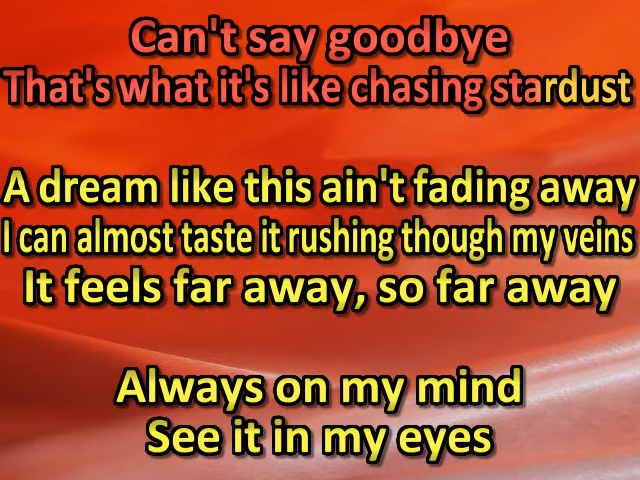 Can't say goodbye
That's what it's like chasing stardust
A dream like this ain't fading away
I can almost taste it rushing though my veins
It feels far away, so far away
Always on my mind
See it in my eyes